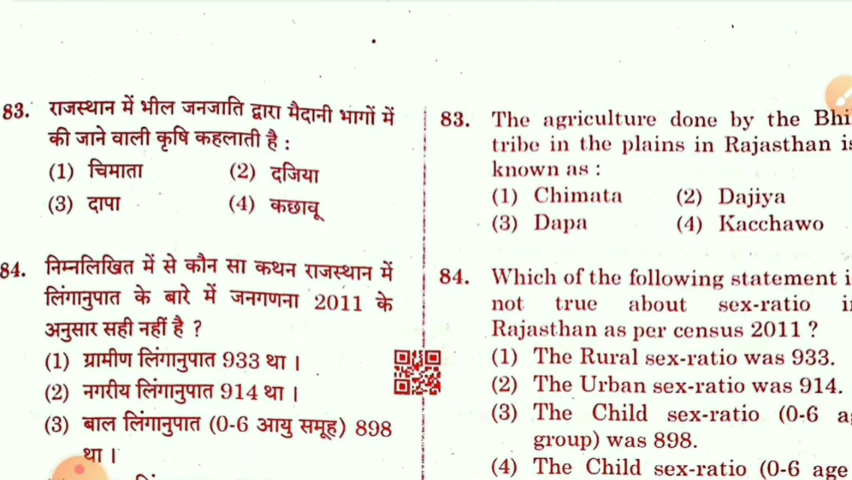 83. राजस्थान में भील जनजाति द्वारा मैदानी भागों में
की जाने वाली कृषि कहलाती है :
(1) चिमाता (2) दजिया
(3) दापा (4) कछावू
84. निम्नलिखित में से कौन सा कथन राजस्थान में
लिंगानुपात के बारे में जनगणना 2011 के
अनुसार सही नहीं है ?
(1) ग्रामीण लिंगानुपात 933 था ।
(2) नगरीय लिंगानुपात 914 था ।
(3) बाल लिंगानुपात (0-6 आयु समूह) 898
था ।
83. The agriculture done by the Bhi
tribe in the plains in Rajasthan is
known as :
(1) Chimata (2) Dajiya
(3) Dapa (4) Kacchawo
84. Which of the following statement i
not true about sex-ratio i
Rajasthan as per census 2011 ?
(1) The Rural sex-ratio was 933.
(2) The Urban sex-ratio was 914.
(3) The Child sex-ratio (0-6 a
group) was 898.
(4) The Child sex-ratio (0-6 age